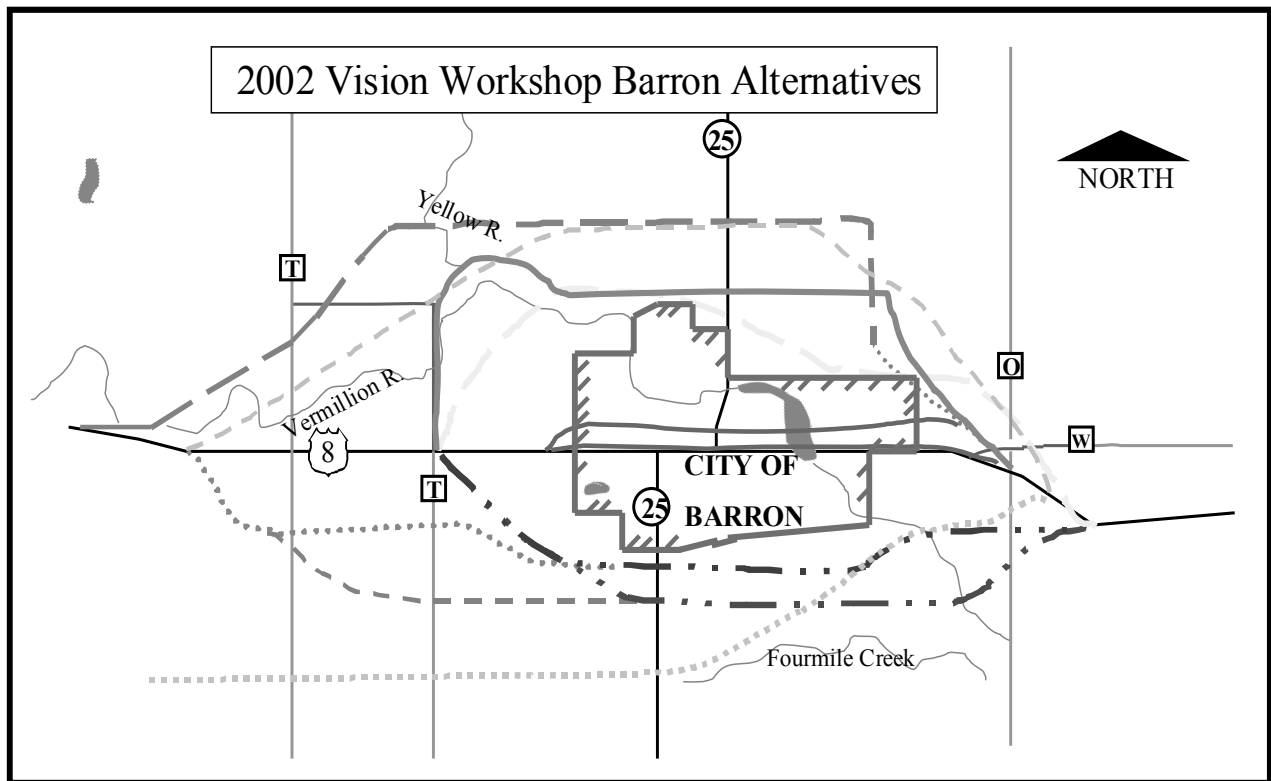 2002 Vision Workshop Barron Alternatives
25
NORTH
Yellow R.
T
O
Vermillion R.
W
8
CITY OF
T
25
BARRON
Fourmile Creek